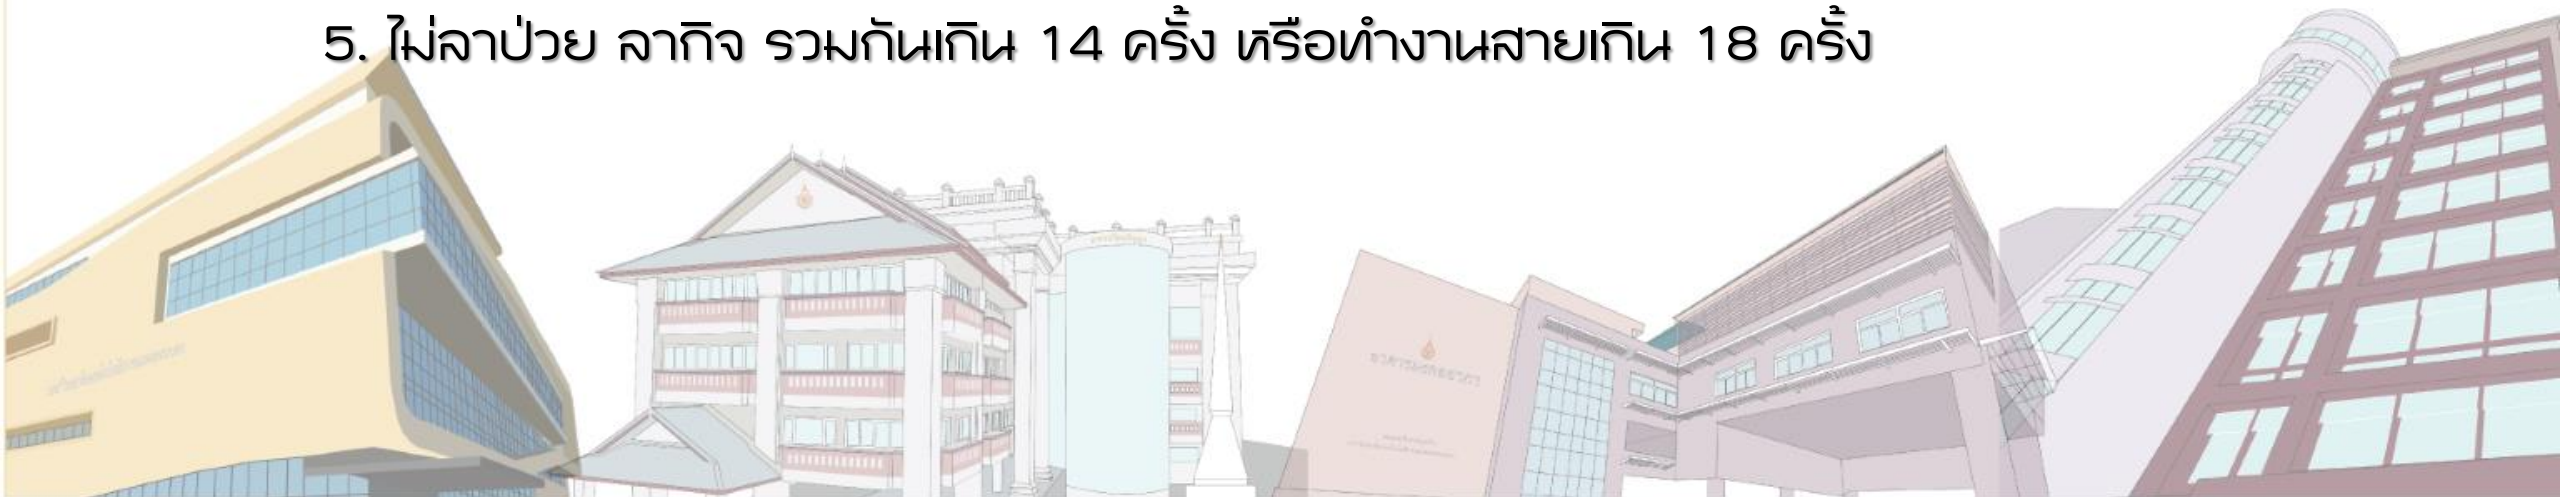 5. ไม่ลาป่วย ลากิจ รวมกันเกิน 14 ครั้ง หรือทำงานสายเกิน 18 ครั้ง